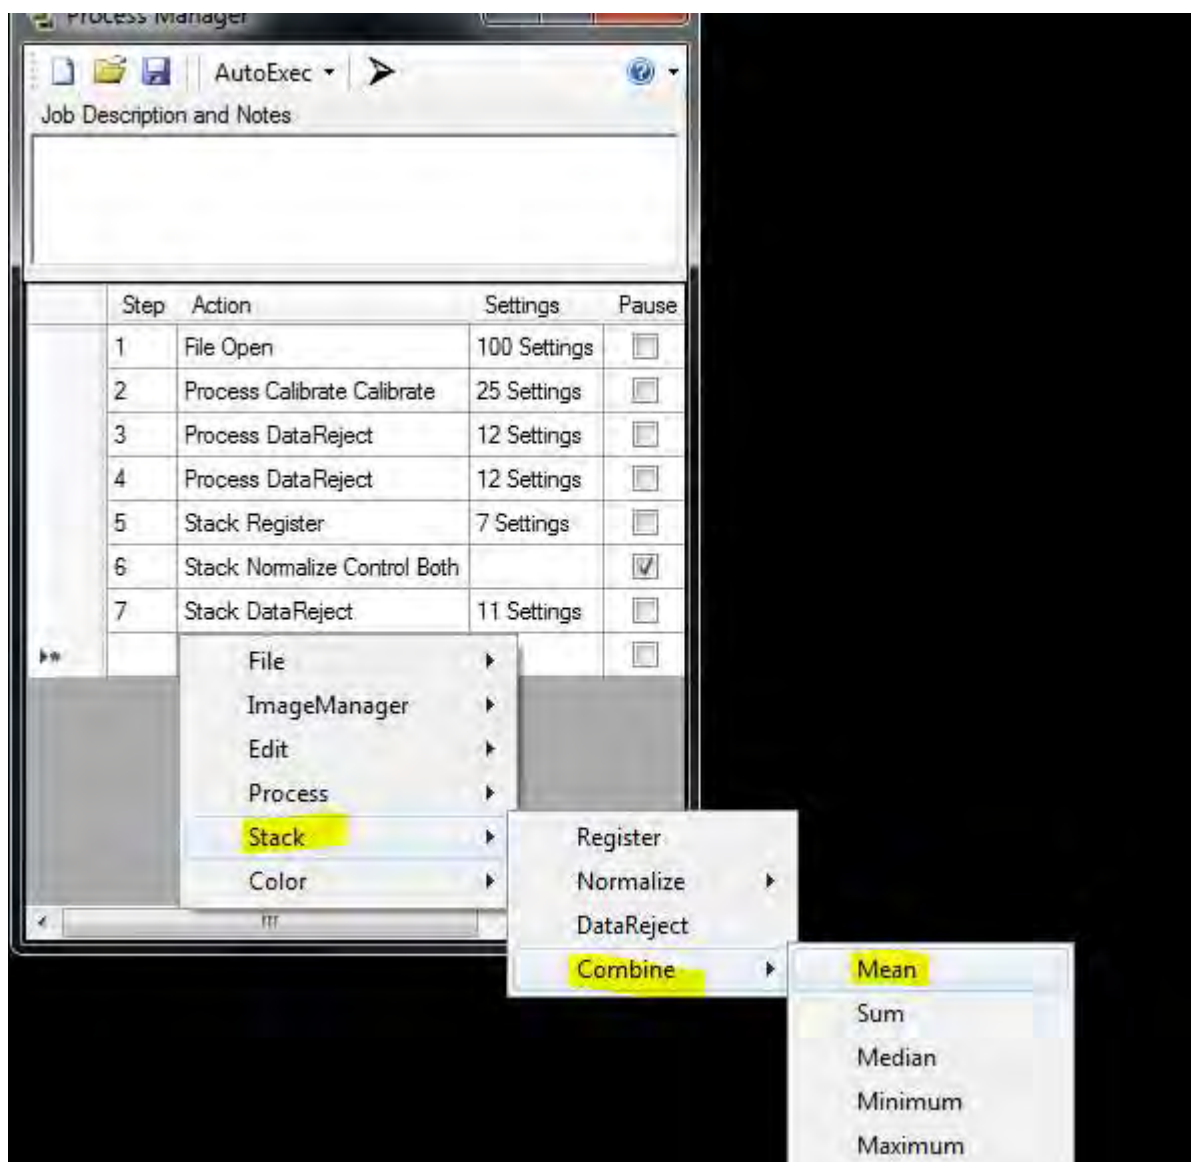 Process Manager
AutoExec
Job Description and Notes
Step Action Settings Pause
1 File Open 100 Settings
2 Process Calibrate Calibrate 25 Settings
3 Process DataReject 12 Settings
4 Process DataReject 12 Settings
5 Stack Register 7 Settings
6 Stack Normalize Control Both
7 Stack DataReject 11 Settings
File
ImageManager
Edit
Process
Stack
Color
Register
Normalize
DataReject
Combine
Mean
Sum
Median
Minimum
Maximum